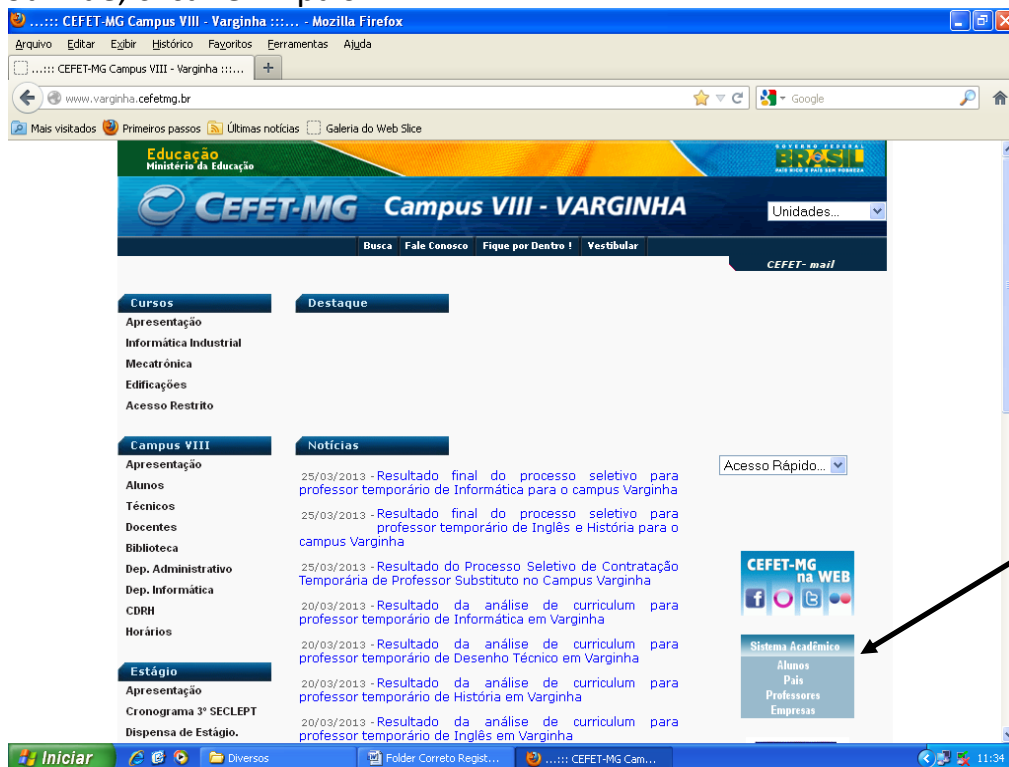 ...::: CEFET-MG Campus VIII - Varginha :::... - Mozilla Firefox
Arquivo Editar Exibir Histórico Favoritos Ferramentas Ajuda
...::: CEFET-MG Campus VIII - Varginha :::... +
www.varginha.cefetmg.br
Google
Mais visitados Primeiros passos Últimas notícias Galeria do Web Slice
Educação
Ministério da Educação
GOVERNO FEDERAL
BRASIL
PAÍS RICO É PAÍS SEM POBREZA
CEFET-MG Campus VIII - VARGINHA
Unidades...
Busca Fale Conosco Fique por Dentro ! Vestibular
CEFET- mail
Cursos
Apresentação
Informática Industrial
Mecatrônica
Edificações
Acesso Restrito
Destaque
Campus VIII
Apresentação
Alunos
Técnicos
Docentes
Biblioteca
Dep. Administrativo
Dep. Informática
CDRH
Horários
Estágio
Apresentação
Cronograma 3º SECLEPT
Dispensa de Estágio.
Notícias
25/03/2013 - Resultado final do processo seletivo para
professor temporário de Informática para o campus Varginha
25/03/2013 - Resultado final do processo seletivo para
professor temporário de Inglês e História para o
campus Varginha
25/03/2013 - Resultado do Processo Seletivo de Contratação
Temporária de Professor Substituto no Campus Varginha
20/03/2013 - Resultado da análise de curriculum para
professor temporário de Informática em Varginha
20/03/2013 - Resultado da análise de curriculum para
professor temporário de Desenho Técnico em Varginha
20/03/2013 - Resultado da análise de curriculum para
professor temporário de História em Varginha
20/03/2013 - Resultado da análise de curriculum para
professor temporário de Inglês em Varginha
Acesso Rápido...
CEFET-MG
na WEB
Sistema Acadêmico
Alunos
Pais
Professores
Empresas
Iniciar Diversos Folder Correto Regist... ...::: CEFET-MG Cam... 11:34